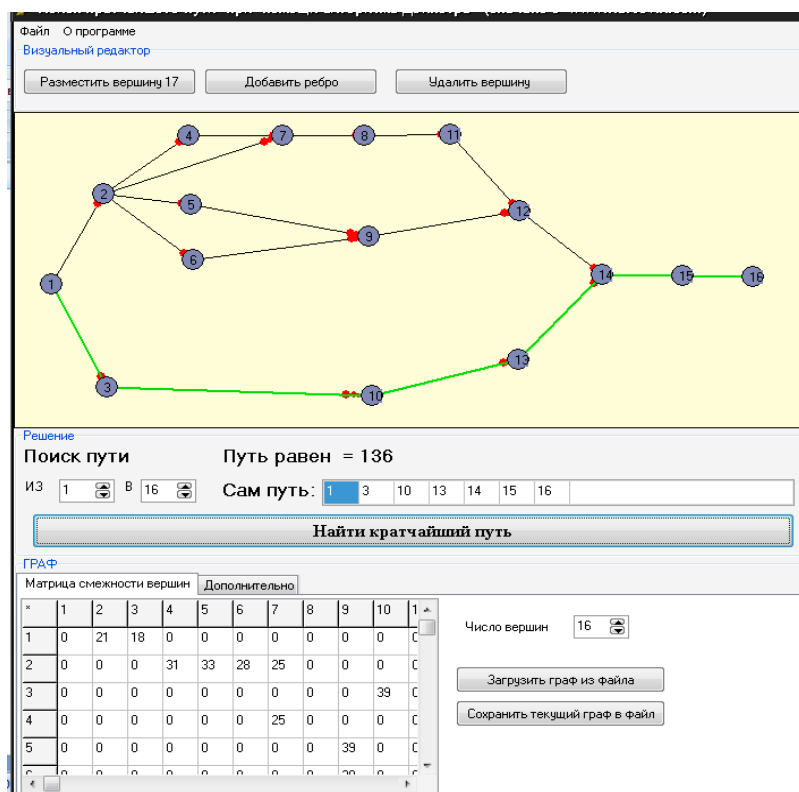 Файл О программе
Визуальный редактор
Разместить вершину 17 Добавить ребро Удалить вершину
4 7 8 11
2
5
12
9
6
14 15 16
1
13
3
10
Решение
Поиск пути Путь равен = 136
ИЗ 1 В 16 Сам путь: 1 3 10 13 14 15 16
Найти кратчайший путь
ГРАФ
Матрица смежности вершин Дополнительно
* 1 2 3 4 5 6 7 8 9 10
1 0 21 18 0 0 0 0 0 0 0
2 0 0 0 31 33 28 25 0 0 0
3 0 0 0 0 0 0 0 0 0 39
4 0 0 0 0 0 0 25 0 0 0
5 0 0 0 0 0 0 0 0 39 0
Число вершин 16
Загрузить граф из файла
Сохранить текущий граф в файл